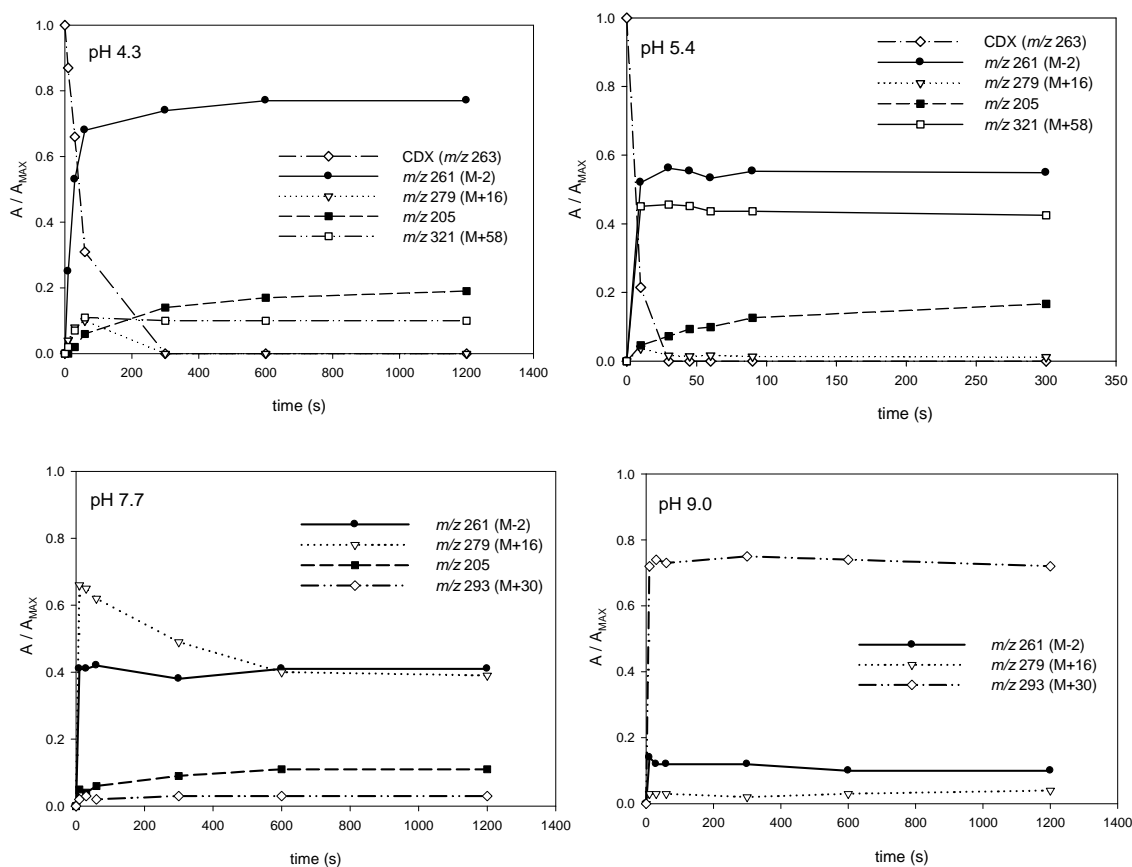 pH 4.3
CDX (m/z 263)
m/z 261 (M-2)
m/z 279 (M+16)
m/z 205
m/z 321 (M+58)
A / AMAX
1.0
0.8
0.6
0.4
0.2
0.0
0 200 400 600 800 1000 1200 1400
time (s)
pH 5.4
CDX (m/z 263)
m/z 261 (M-2)
m/z 279 (M+16)
m/z 205
m/z 321 (M+58)
A / AMAX
1.0
0.8
0.6
0.4
0.2
0.0
0 50 100 150 200 250 300 350
time (s)
pH 7.7
m/z 261 (M-2)
m/z 279 (M+16)
m/z 205
m/z 293 (M+30)
A / AMAX
1.0
0.8
0.6
0.4
0.2
0.0
0 200 400 600 800 1000 1200 1400
time (s)
pH 9.0
m/z 261 (M-2)
m/z 279 (M+16)
m/z 293 (M+30)
A / AMAX
1.0
0.8
0.6
0.4
0.2
0.0
0 200 400 600 800 1000 1200 1400
time (s)